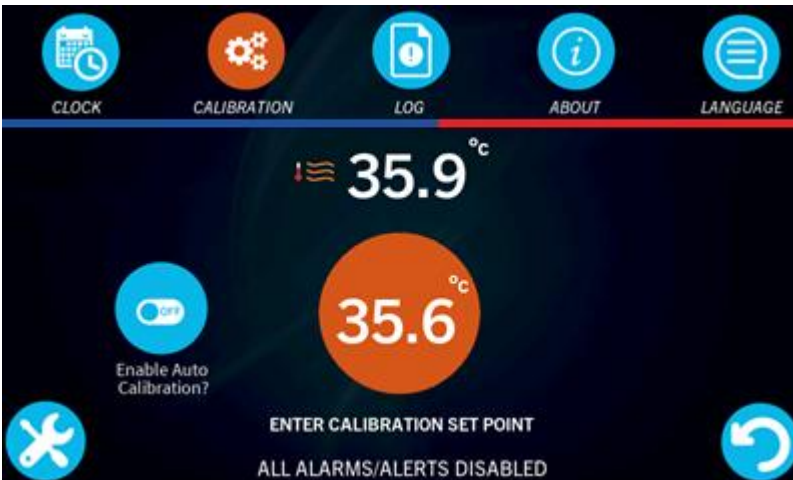 CLOCK
CALIBRATION
LOG
ABOUT
LANGUAGE
35.9 °C
35.6 °C
OFF
Enable Auto
Calibration?
ENTER CALIBRATION SET POINT
ALL ALARMS/ALERTS DISABLED